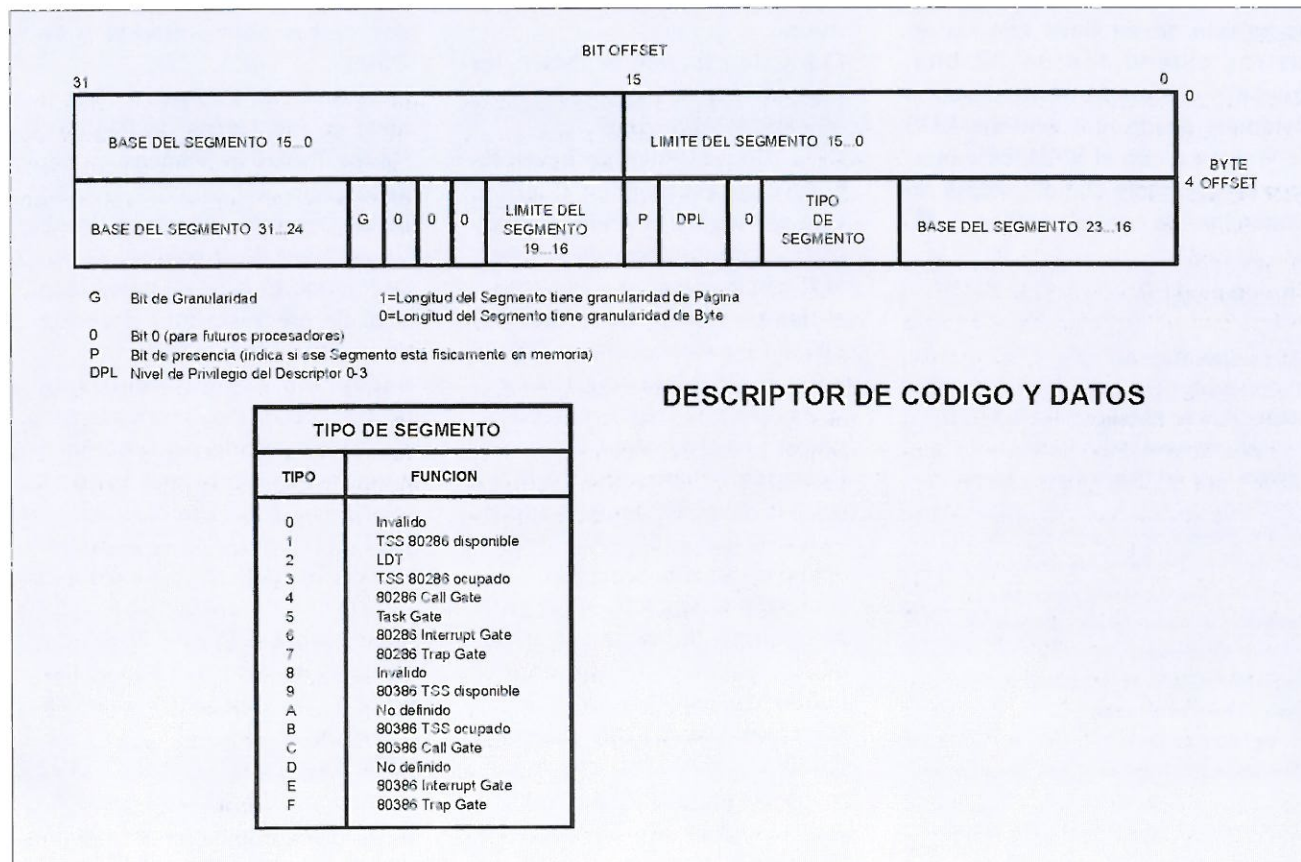 BIT OFFSET
31 15 0
BASE DEL SEGMENTO 15...0 LIMITE DEL SEGMENTO 15...0 0
BYTE
4 OFFSET
BASE DEL SEGMENTO 31..24 G 0 0 0 LIMITE DEL SEGMENTO 19...16 P DPL 0 TIPO DE SEGMENTO BASE DEL SEGMENTO 23...16
G Bit de Granularidad 1=Longitud del Segmento tiene granularidad de Página
0=Longitud del Segmento tiene granularidad de Byte
0 Bit 0 (para futuros procesadores)
P Bit de presencia (indica si ese Segmento está fisicamente en memoria)
DPL Nivel de Privilegio del Descriptor 0-3
DESCRIPTOR DE CODIGO Y DATOS
TIPO DE SEGMENTO
TIPO FUNCION
0 Inválido
1 TSS 80286 disponible
2 LDT
3 TSS 80286 ocupado
4 80286 Call Gate
5 Task Gate
6 80286 Interrupt Gate
7 80286 Trap Gate
8 Inválido
9 80386 TSS disponible
A No definido
B 80386 TSS ocupado
C 80386 Call Gate
D No definido
E 80386 Interrupt Gate
F 80386 Trap Gate